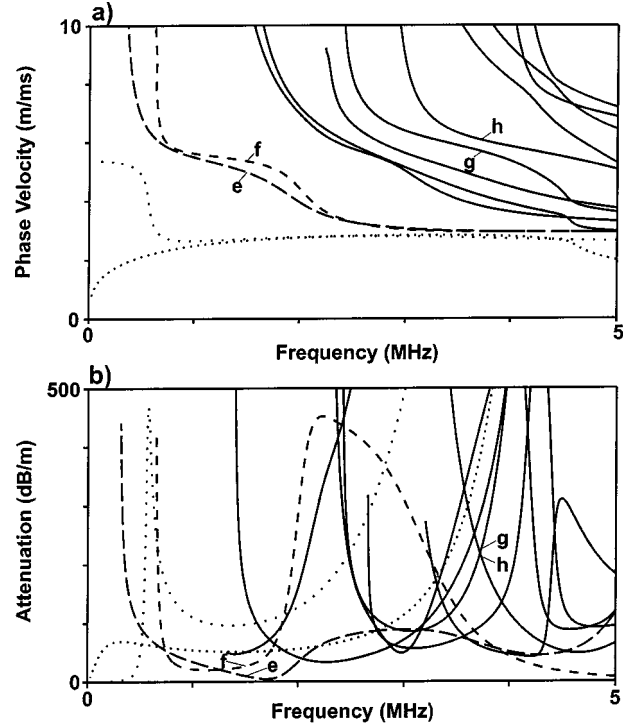 a)
10
Phase Velocity (m/ms)
f
e
h
g
0
0
5
Frequency (MHz)
b)
500
Attenuation (dB/m)
g
h
f
e
0
0
5
Frequency (MHz)